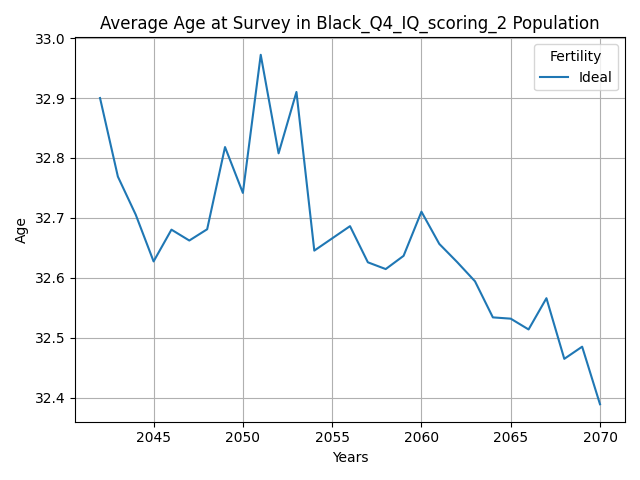 Average Age at Survey in Black_Q4_IQ_scoring_2 Population
33.0
32.9
32.8
32.7
32.6
32.5
32.4
Age
Fertility
Ideal
2045 2050 2055 2060 2065 2070
Years